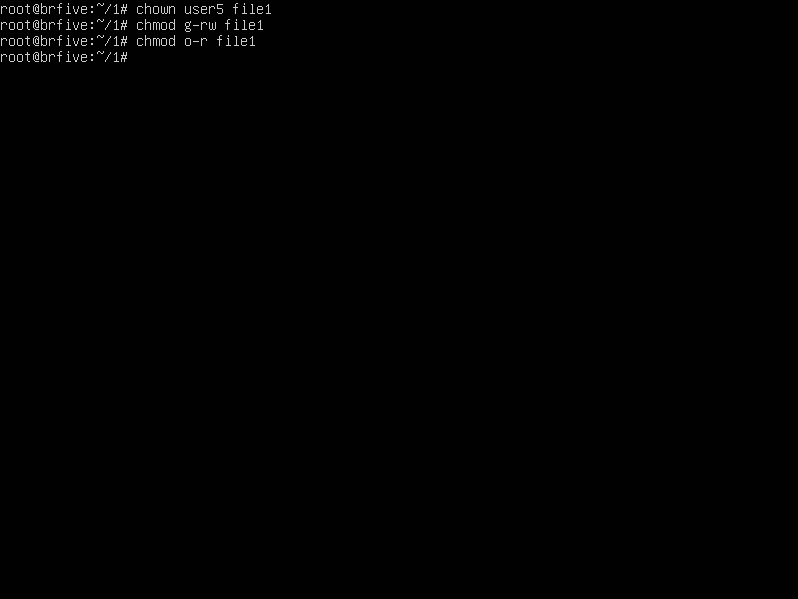 root@brfive:~/1# chown user5 file1
root@brfive:~/1# chmod g-rw file1
root@brfive:~/1# chmod o-r file1
root@brfive:~/1#